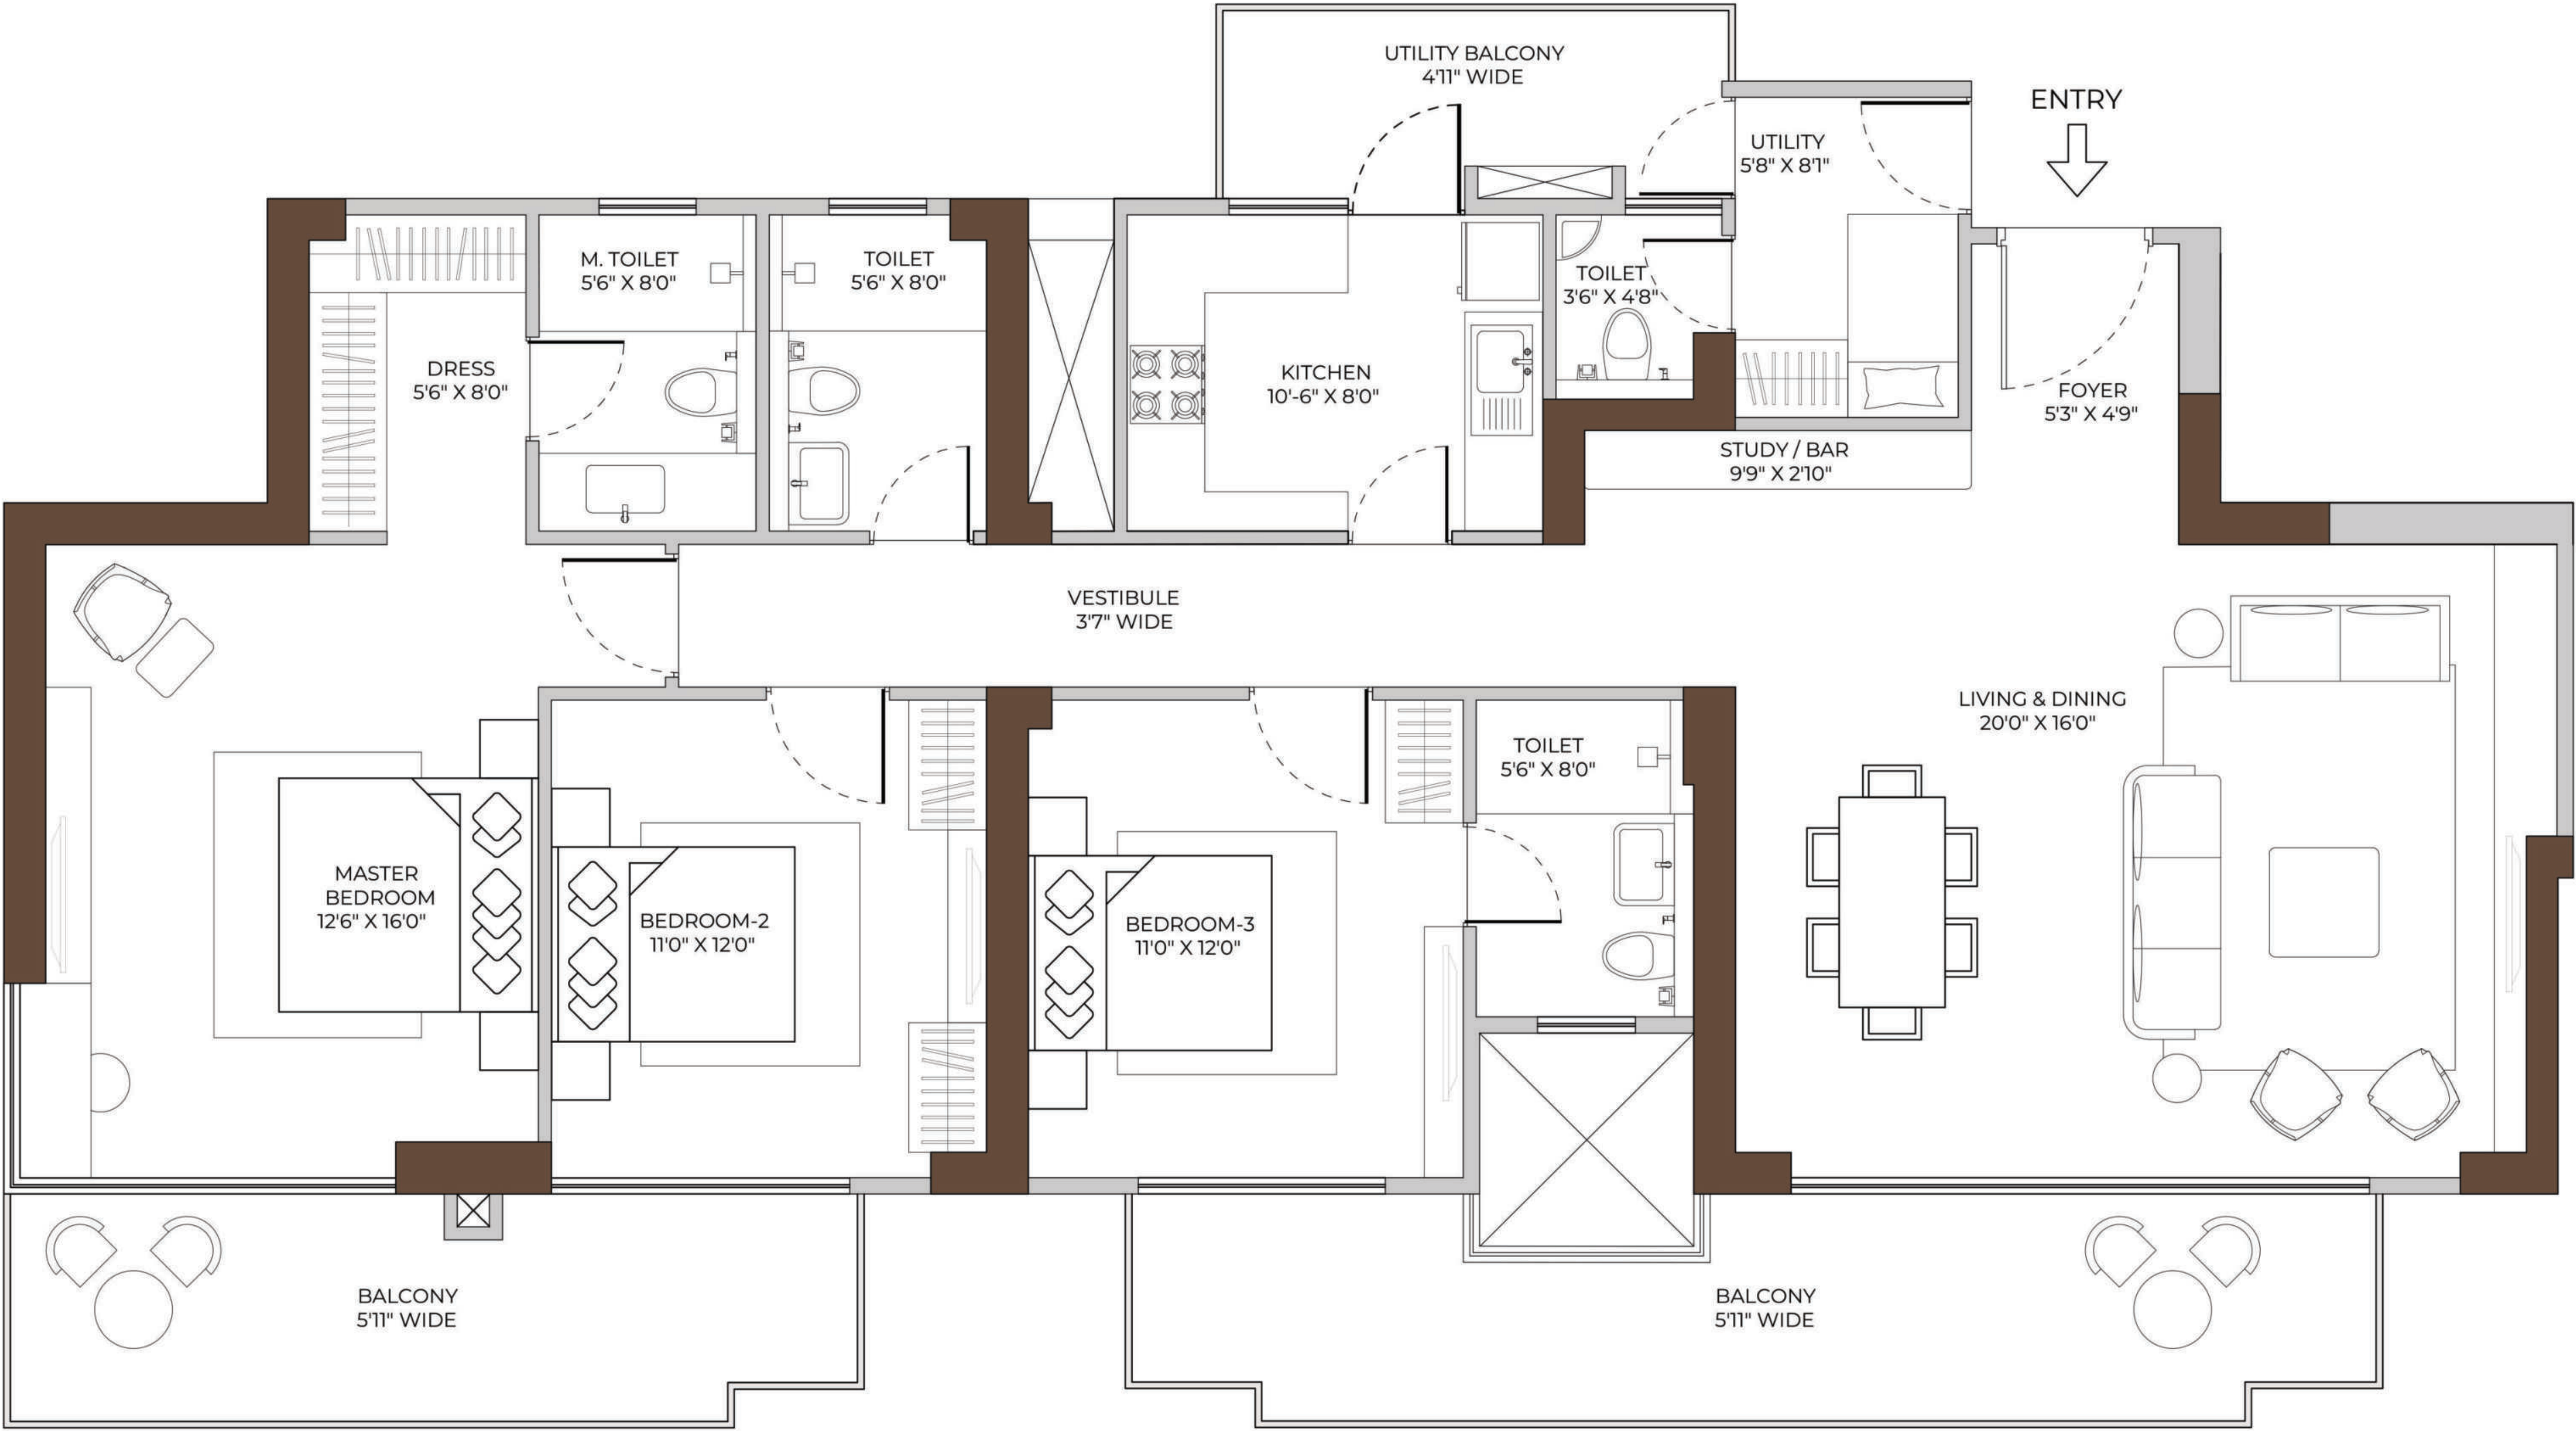 UTILITY BALCONY
4'11" WIDE
ENTRY
UTILITY
5'8" X 8'1"
M. TOILET
5'6" X 8'0"
TOILET
5'6" X 8'0"
TOILET
3'6" X 4'8"
DRESS
5'6" X 8'0"
KITCHEN
10'-6" X 8'0"
FOYER
5'3" X 4'9"
STUDY / BAR
9'9" X 2'10"
VESTIBULE
3'7" WIDE
LIVING & DINING
20'0" X 16'0"
TOILET
5'6" X 8'0"
MASTER
BEDROOM
12'6" X 16'0"
BEDROOM-2
11'0" X 12'0"
BEDROOM-3
11'0" X 12'0"
BALCONY
5'11" WIDE
BALCONY
5'11" WIDE